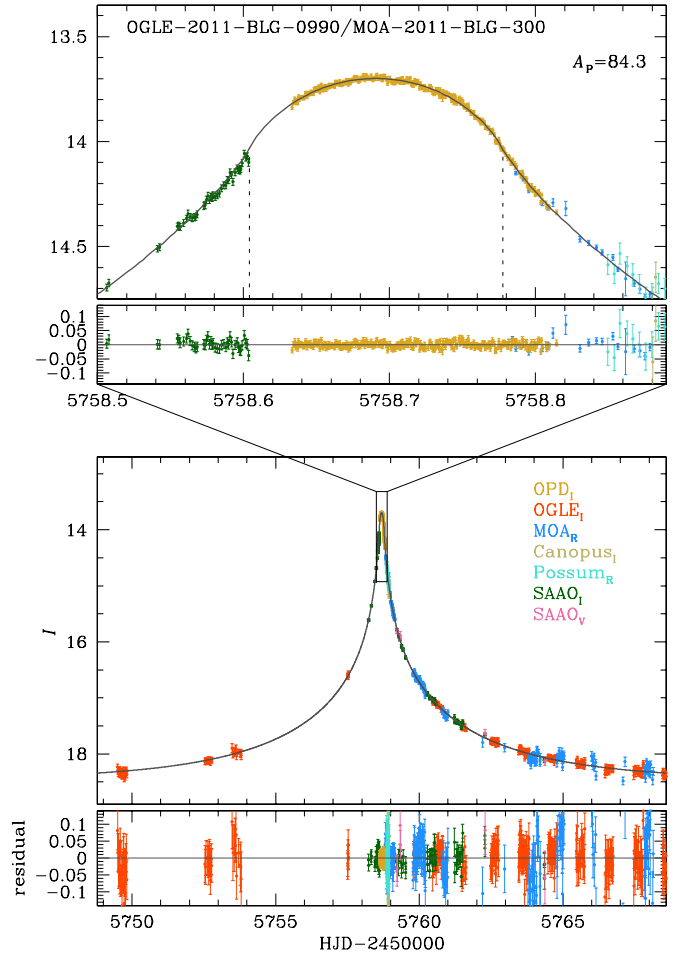 OGLE-2011-BLG-0990/MOA-2011-BLG-300
A_P=84.3
13.5
14
14.5
0.1
0.05
0
-0.05
-0.1
5758.5
5758.6
5758.7
5758.8
OPD_I
OGLE_I
MOA_R
Canopus_I
Possum_R
SAAO_I
SAAO_V
I
14
16
18
residual
0.1
0.05
0
-0.05
-0.1
5750
5755
5760
5765
HJD-2450000